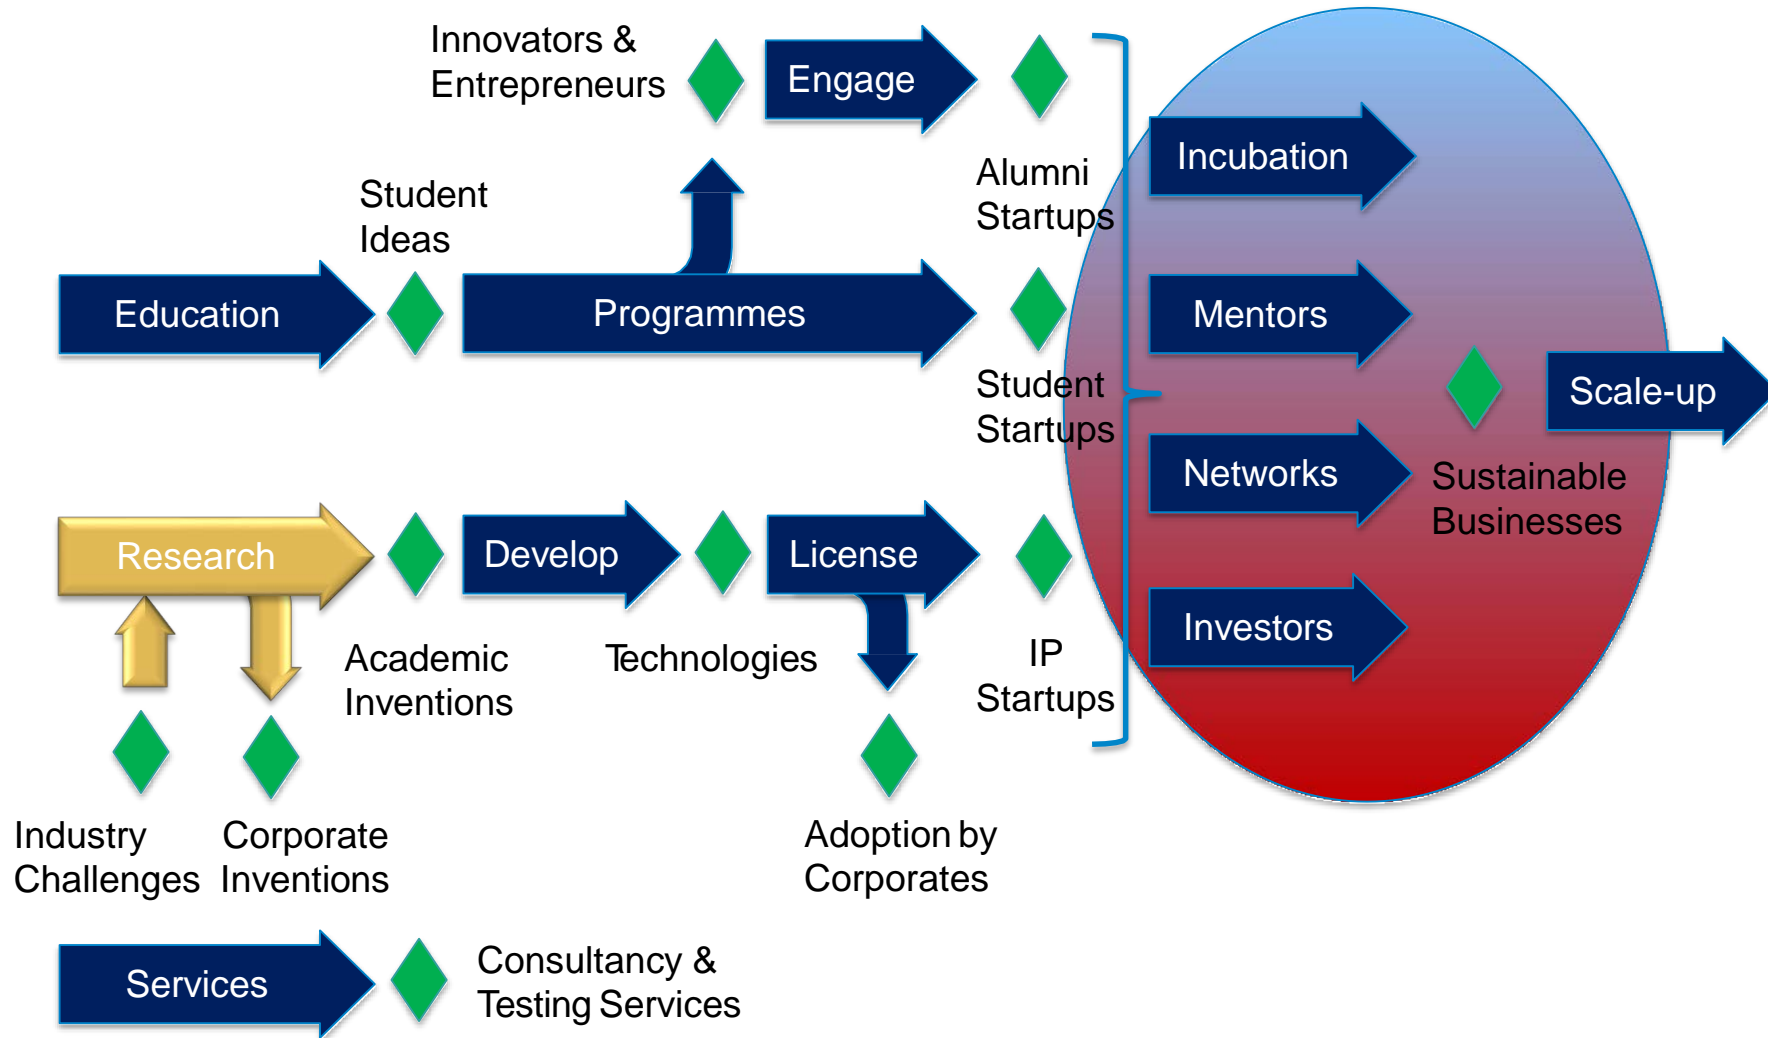 Innovators &
Entrepreneurs
Engage
Incubation
Alumni
Startups
Student
Ideas
Education
Programmes
Mentors
Student
Startups
Scale-up
Networks
Sustainable
Businesses
Research
Develop
License
Investors
Academic
Inventions
Technologies
IP
Startups
Industry
Challenges
Corporate
Inventions
Adoption by
Corporates
Services
Consultancy &
Testing Services